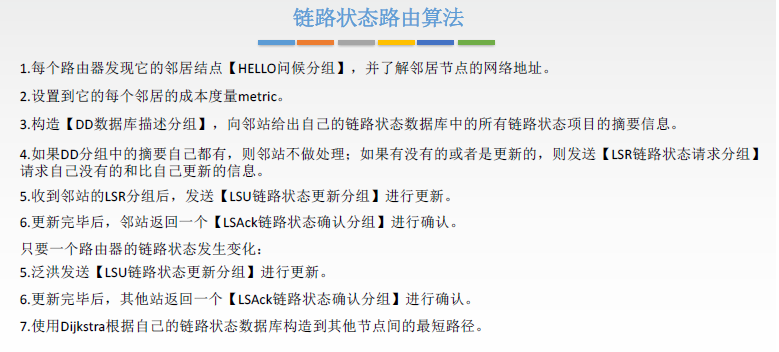 链路状态路由算法
1.每个路由器发现它的邻居结点【HELLO问候分组】，并了解邻居节点的网络地址。
2.设置到它的每个邻居的成本度量metric。
3.构造【DD数据库描述分组】，向邻站给出自己的链路状态数据库中的所有链路状态项目的摘要信息。
4.如果DD分组中的摘要自己都有，则邻站不做处理；如果有没有的或者是更新的，则发送【LSR链路状态请求分组】
请求自己没有的和比自己更新的信息。
5.收到邻站的LSR分组后，发送【LSU链路状态更新分组】进行更新。
6.更新完毕后，邻站返回一个【LSAck链路状态确认分组】进行确认。
只要一个路由器的链路状态发生变化：
5.泛洪发送【LSU链路状态更新分组】进行更新。
6.更新完毕后，其他站返回一个【LSAck链路状态确认分组】进行确认。
7.使用Dijkstra根据自己的链路状态数据库构造到其他节点间的最短路径。